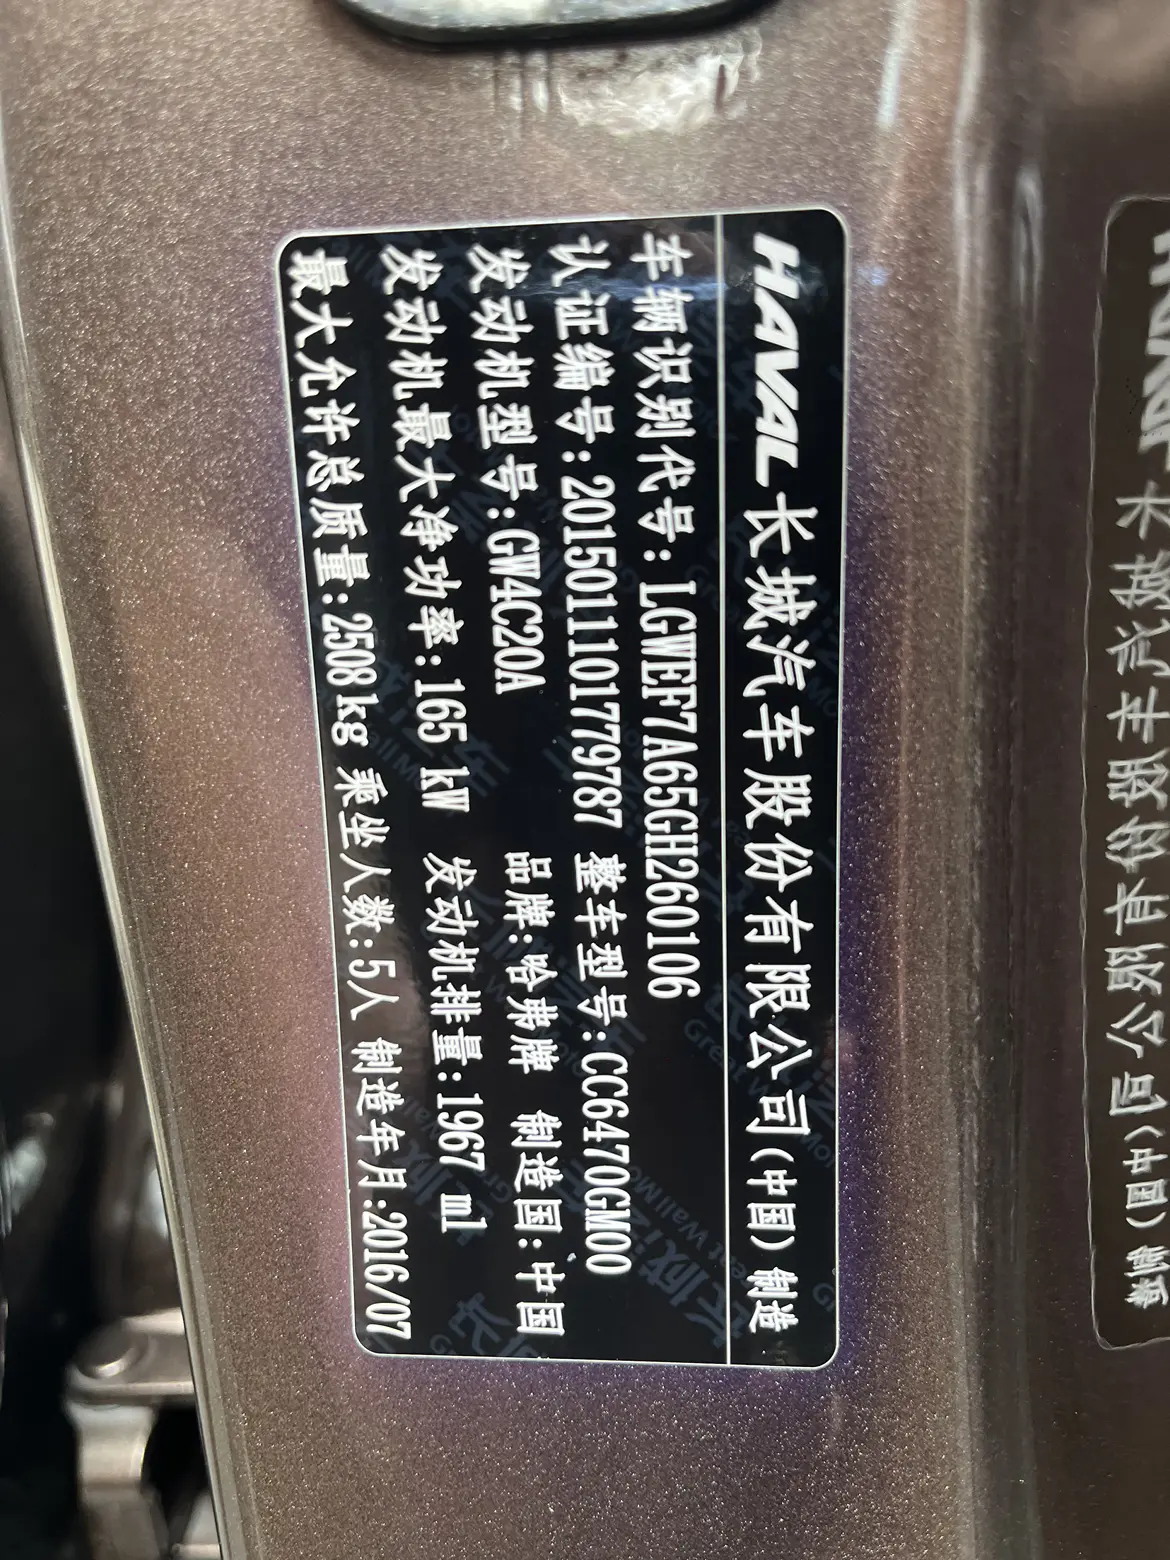 HAVAL 长城汽车股份有限公司(中国) 制造
车辆识别代号:LGWEF7A65GH260106
认证编号:2015011101779787 整车型号:CC6470GM00
发动机型号:GW4C20A 品牌:哈弗牌 制造国:中国
发动机最大净功率:165 kW 发动机排量:1967 ml
最大允许总质量:2508kg 乘坐人数:5人 制造年月:2016/07